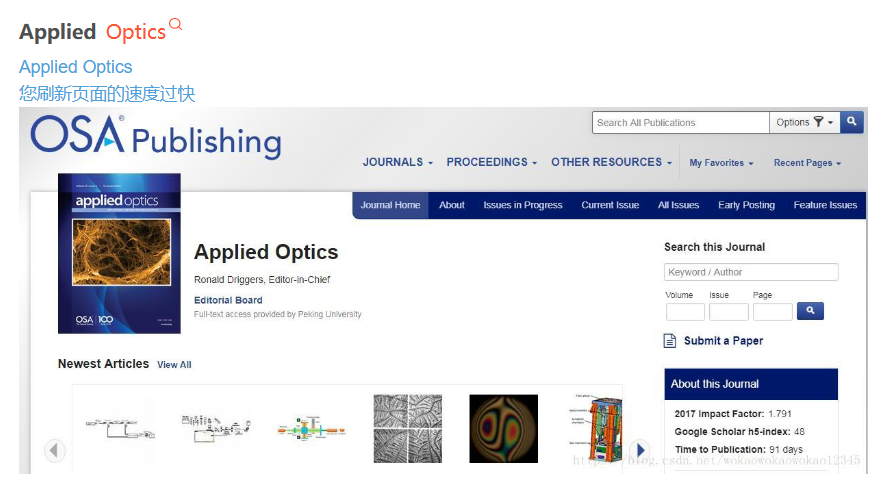 Applied Optics
Applied Optics
您刷新页面的速度过快
OSA® Publishing
Search All Publications
Options
JOURNALS PROCEEDINGS OTHER RESOURCES My Favorites Recent Pages
Journal Home About Issues in Progress Current Issue All Issues Early Posting Feature Issues
applied optics
OSA 100
Applied Optics
Ronald Driggers, Editor-in-Chief
Editorial Board
Full-text access provided by Peking University
Search this Journal
Keyword / Author
Volume Issue Page
Submit a Paper
Newest Articles View All
About this Journal
2017 Impact Factor: 1.791
Google Scholar h5-index: 48
Time to Publication: 91 days
https://blog.csdn.net/wokaowokaowokao12345